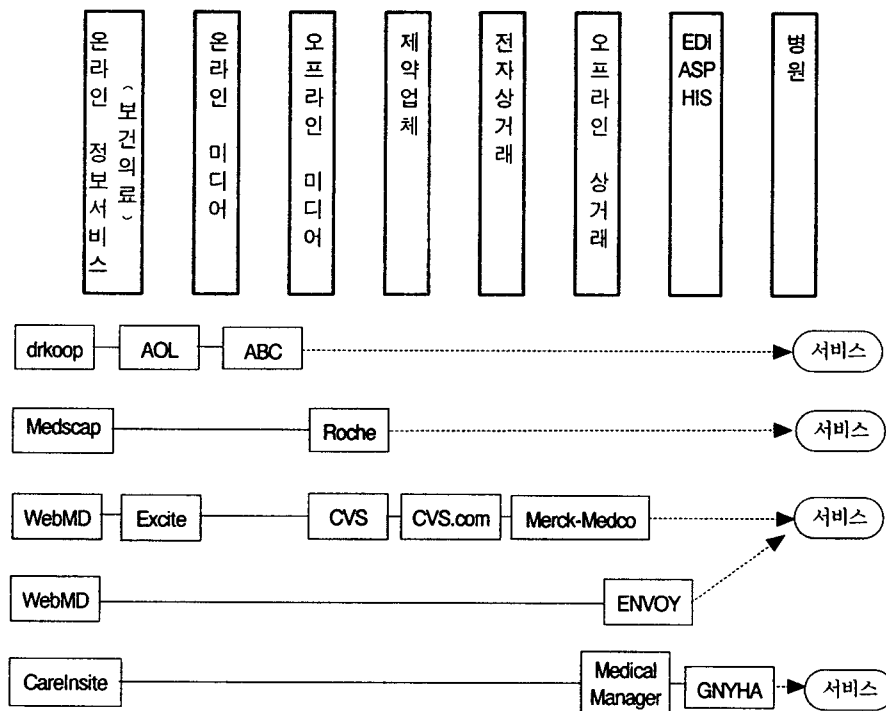 온라인 정보서비스
(보건의료)
온라인 미디어
오프라인 미디어
제약업체
전자상거래
오프라인 상거래
EDI
ASP
HIS
병원
drkoop
AOL
ABC
서비스
Medscap
Roche
서비스
WebMD
Excite
CVS
CVS.com
Merck-Medco
서비스
WebMD
ENVOY
CareInsite
Medical
Manager
GNYHA
서비스